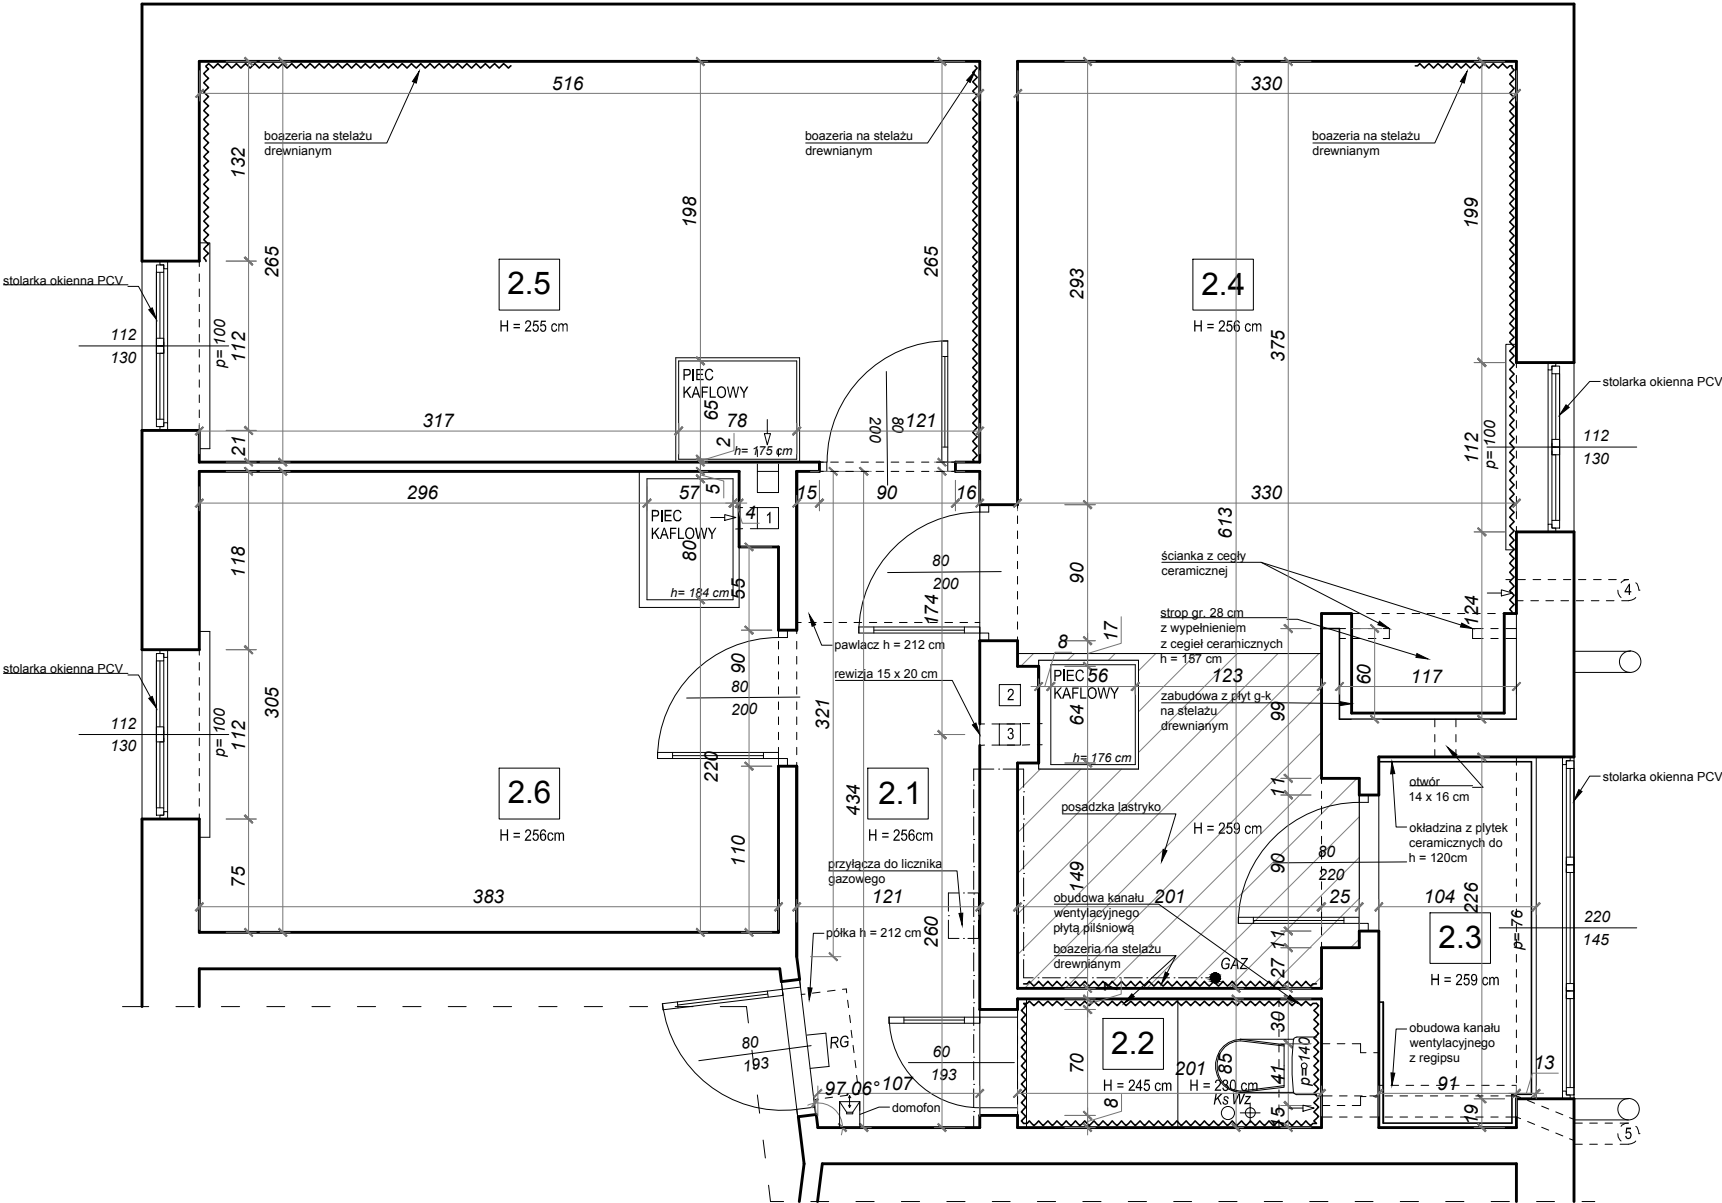 516
330
boazeria na stelażu
drewnianym
boazeria na stelażu
drewnianym
boazeria na stelażu
drewnianym
132
198
199
265
265
293
375
2.5
H = 255 cm
2.4
H = 256 cm
stolarka okienna PCV
112
130
p=100
112
21
PIEC
KAFLOWY
65
317
78
2
h= 175 cm
80
200
121
stolarka okienna PCV
112
130
112
p=100
296
57
5
15
90
16
330
613
PIEC
KAFLOWY
4
1
80
h= 184 cm
55
118
80
200
174
90
ścianka z cegły
ceramicznej
124
4
strop gr. 28 cm
z wypełnieniem
z cegieł ceramicznych
h = 157 cm
pawlacz h = 212 cm
8
17
rewizja 15 x 20 cm
stolarka okienna PCV
112
130
p=100
112
305
90
80
200
220
321
2
3
PIEC
KAFLOWY
56
64
h= 176 cm
123
99
zabudowa z płyt g-k
na stelażu
drewnianym
60
117
2.6
H = 256cm
2.1
H = 256cm
434
11
posadzka lastryko
H = 259 cm
otwór
14 x 16 cm
stolarka okienna PCV
okładzina z płytek
ceramicznych do
h = 120cm
75
110
przyłącza do licznika
gazowego
149
90
80
220
383
121
obudowa kanału
wentylacyjnego
płytą pilśniową
201
25
104
226
półka h = 212 cm
260
boazeria na stelażu
drewnianym
11
27
GAZ
2.3
H = 259 cm
p=76
220
145
80
193
RG
60
193
70
2.2
H = 245 cm
201
H = 230 cm
85
30
41
p=140
15
Ks Wz
8
obudowa kanału
wentylacyjnego
z regipsu
91
13
19
97,06°
107
domofon
5